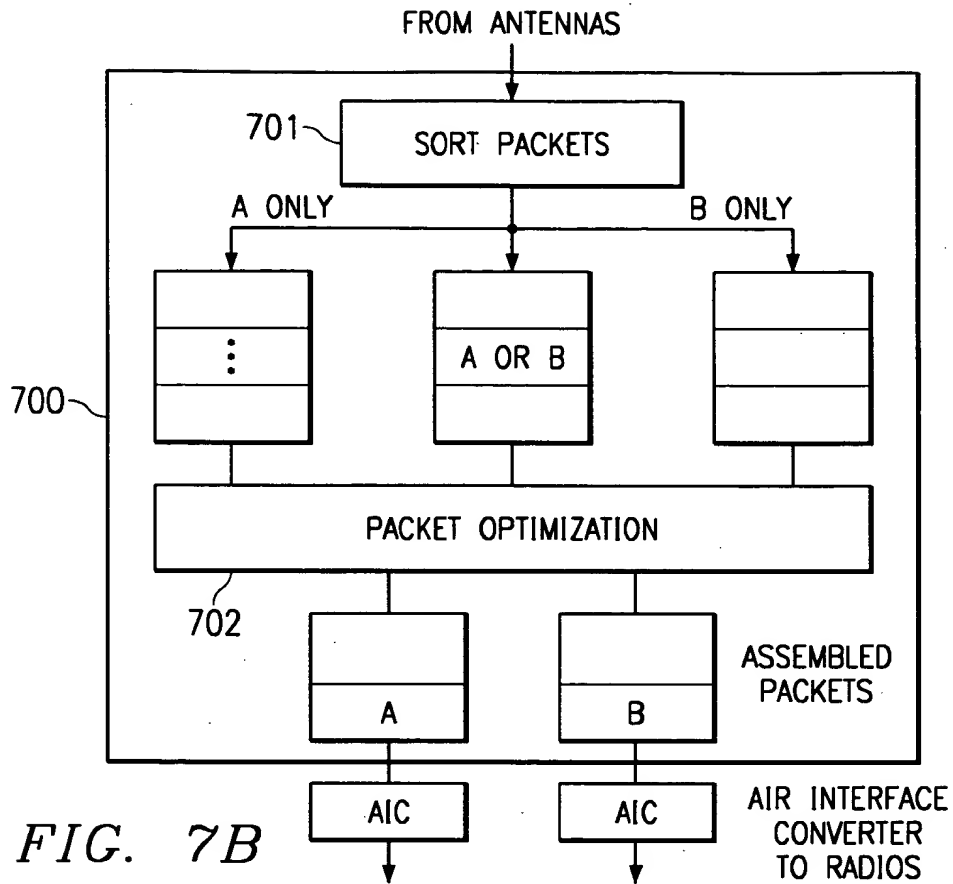 FROM ANTENNAS
701
SORT PACKETS
A ONLY
B ONLY
A OR B
700
PACKET OPTIMIZATION
702
ASSEMBLED
PACKETS
A
B
AIC
AIC
AIR INTERFACE
CONVERTER
TO RADIOS
FIG. 7B